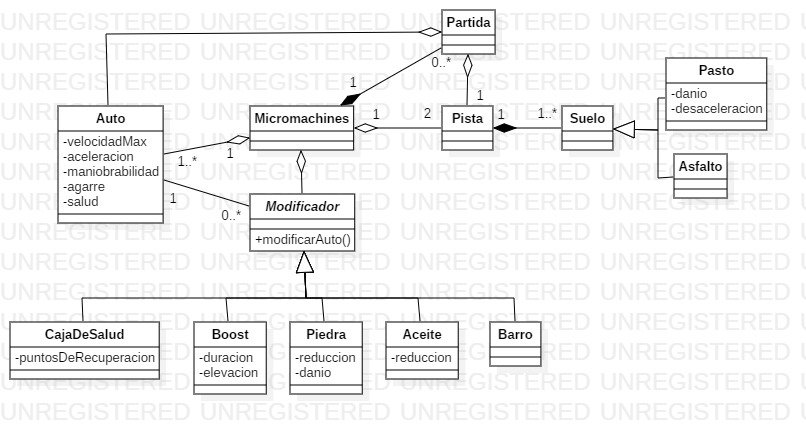 Partida
0..*
1
1
Pasto
-danio
-desaceleracion
Auto
-velocidadMax
-aceleracion
-maniobrabilidad
-agarre
-salud
Micromachines
1
2
Pista
1
1..*
Suelo
Asfalto
1..*
1
1
0..*
Modificador
+modificarAuto()
CajaDeSalud
-puntosDeRecuperacion
Boost
-duracion
-elevacion
Piedra
-reduccion
-danio
Aceite
-reduccion
Barro
UNREGISTERED UNREGISTERED UNREGISTERED UNREGISTERED